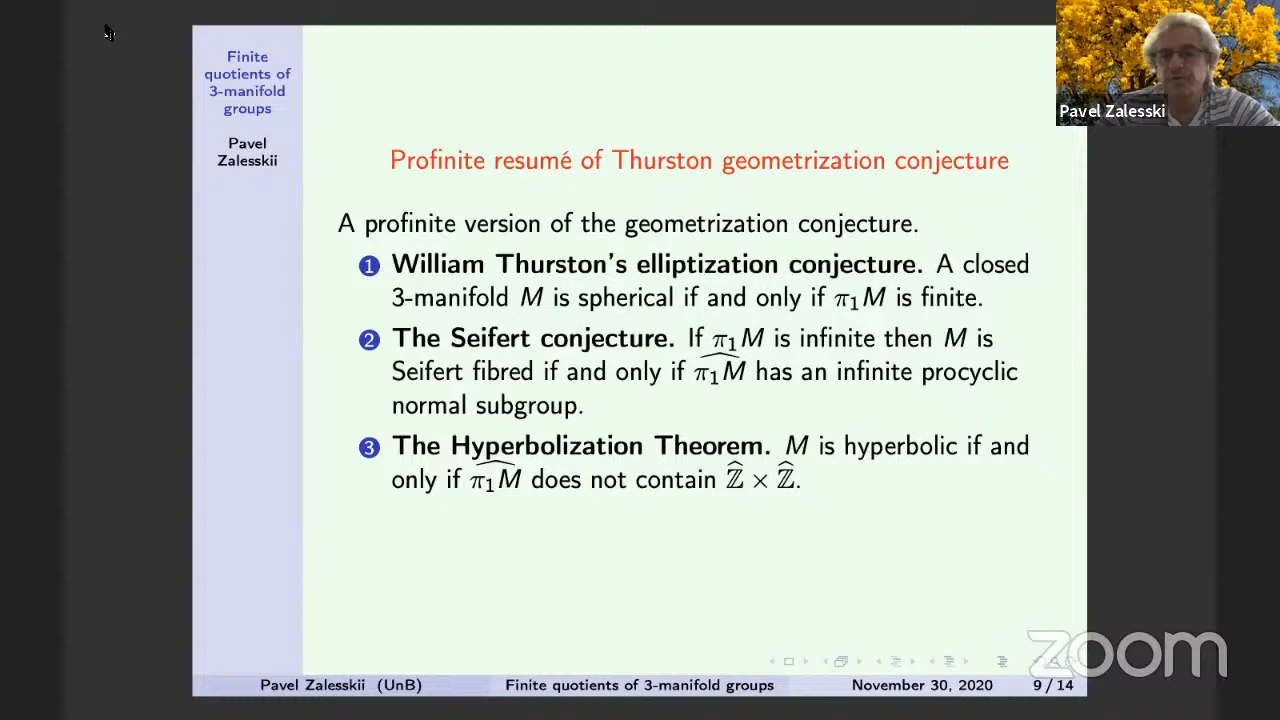 Finite
quotients of
3-manifold
groups
Pavel
Zalesskii
Pavel Zalesski
Profinite resumé of Thurston geometrization conjecture
A profinite version of the geometrization conjecture.
1 William Thurston's elliptization conjecture. A closed
3-manifold M is spherical if and only if π₁M is finite.
2 The Seifert conjecture. If π₁M is infinite then M is
Seifert fibred if and only if \widehat{π₁M} has an infinite procyclic
normal subgroup.
3 The Hyperbolization Theorem. M is hyperbolic if and
only if \widehat{π₁M} does not contain \widehat{ℤ} × \widehat{ℤ}.
zoom
Pavel Zalesskii (UnB) Finite quotients of 3-manifold groups November 30, 2020 9 / 14